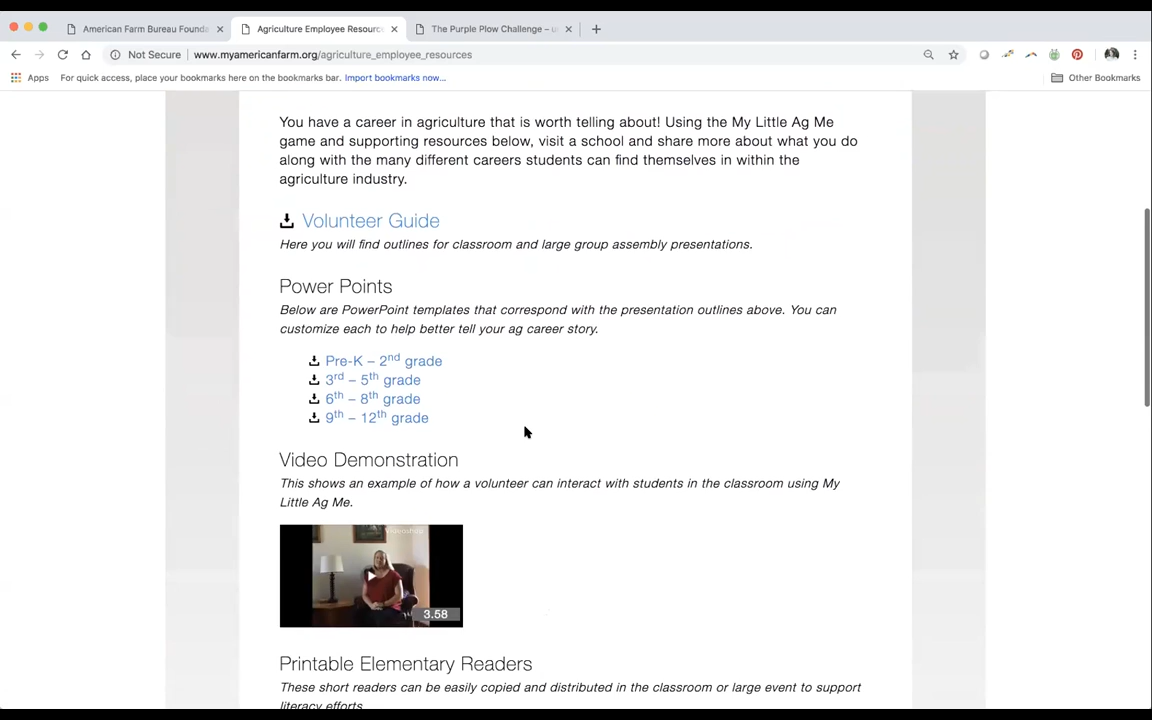 American Farm Bureau Founda
Agriculture Employee Resourc
The Purple Plow Challenge – u
Not Secure
www.myamericanfarm.org/agriculture_employee_resources
Apps
For quick access, place your bookmarks here on the bookmarks bar. Import bookmarks now...
Other Bookmarks
You have a career in agriculture that is worth telling about! Using the My Little Ag Me
game and supporting resources below, visit a school and share more about what you do
along with the many different careers students can find themselves in within the
agriculture industry.
Volunteer Guide
Here you will find outlines for classroom and large group assembly presentations.
Power Points
Below are PowerPoint templates that correspond with the presentation outlines above. You can
customize each to help better tell your ag career story.
Pre-K – 2nd grade
3rd – 5th grade
6th – 8th grade
9th – 12th grade
Video Demonstration
This shows an example of how a volunteer can interact with students in the classroom using My
Little Ag Me.
Videoshop
3.58
Printable Elementary Readers
These short readers can be easily copied and distributed in the classroom or large event to support
literacy efforts.